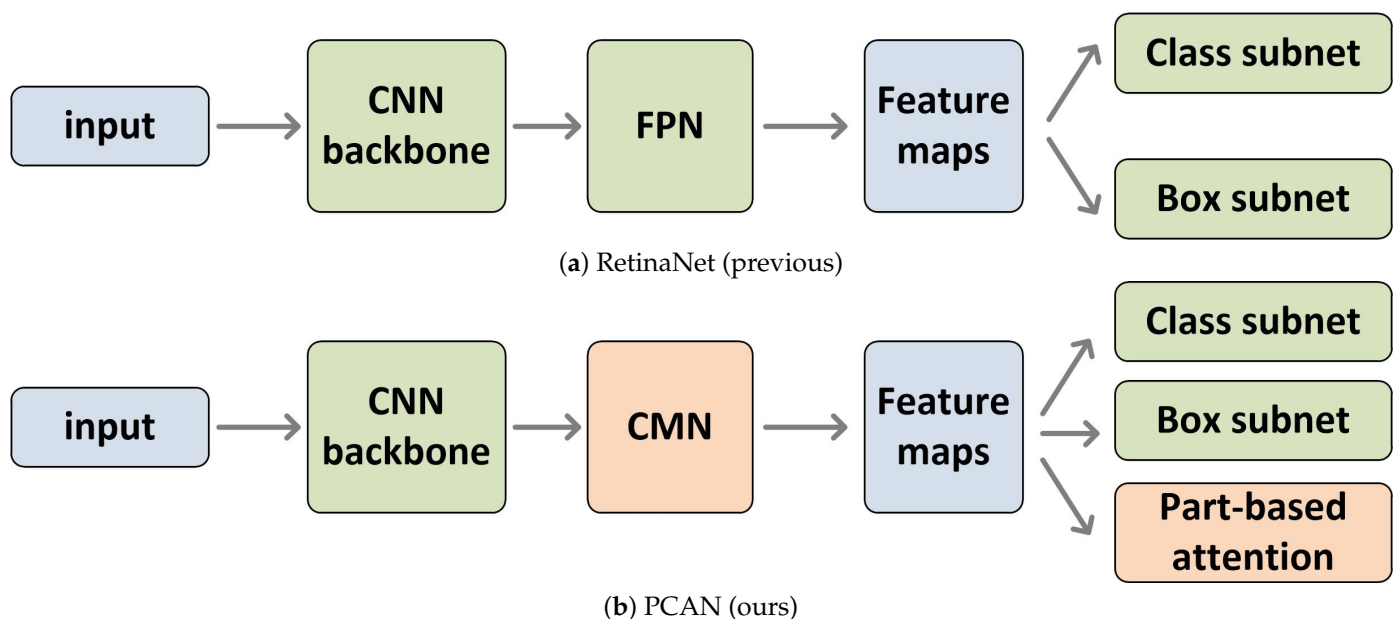 input
CNN
backbone
FPN
Feature
maps
Class subnet
Box subnet
(a) RetinaNet (previous)
input
CNN
backbone
CMN
Feature
maps
Class subnet
Box subnet
Part-based
attention
(b) PCAN (ours)